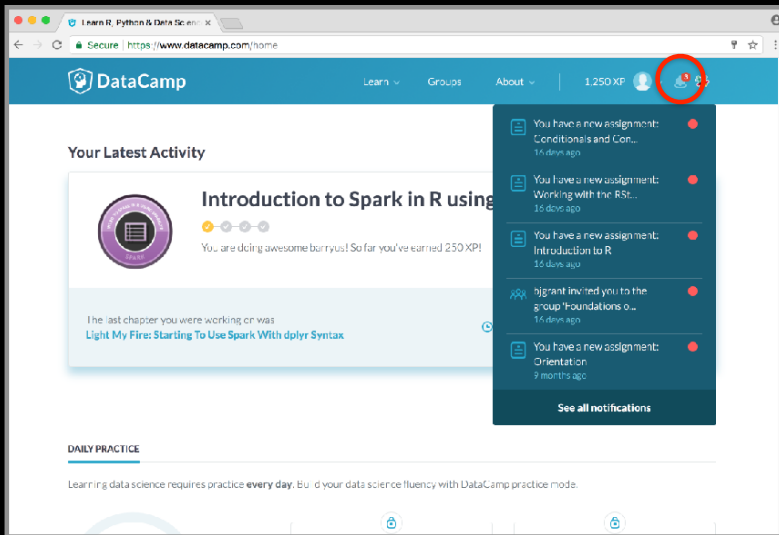 Learn R, Python & Data Scienc
Secure | https://www.datacamp.com/home
DataCamp
Learn
Groups
About
1,250 XP
3
You have a new assignment:
Conditionals and Con...
16 days ago
You have a new assignment:
Working with the RSt...
16 days ago
You have a new assignment:
Introduction to R
16 days ago
bjgrant invited you to the
group 'Foundations o...
16 days ago
You have a new assignment:
Orientation
9 months ago
See all notifications
Your Latest Activity
Introduction to Spark in R using
You are doing awesome barryus! So far you've earned 250 XP!
SPARK
The last chapter you were working on was
Light My Fire: Starting To Use Spark With dplyr Syntax
DAILY PRACTICE
Learning data science requires practice every day. Build your data science fluency with DataCamp practice mode.